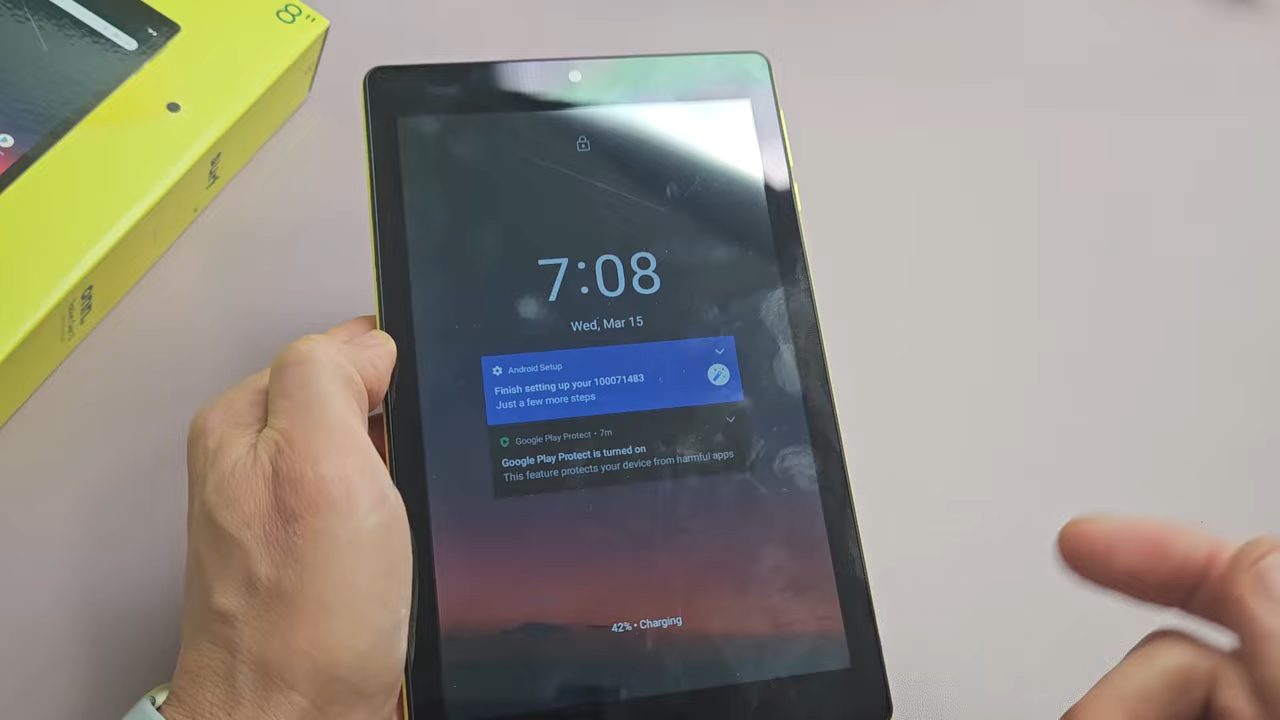 8"
onn.
7:08
Wed, Mar 15
Android Setup
Finish setting up your 100071483
Just a few more steps
Google Play Protect • 7m
Google Play Protect is turned on
This feature protects your device from harmful apps
42% • Charging